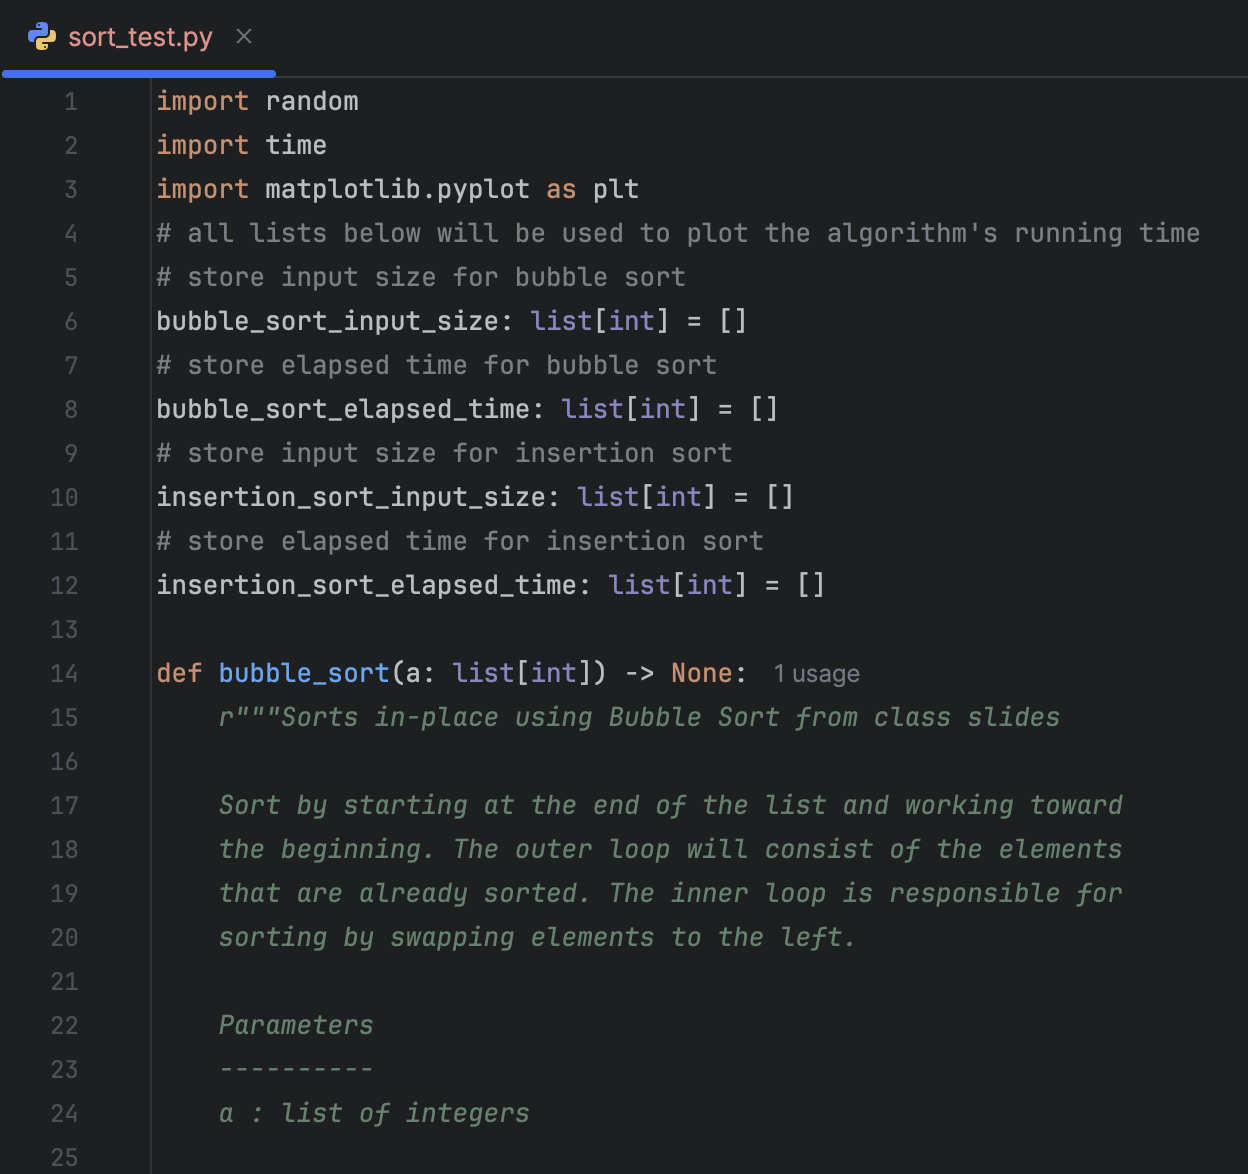 sort_test.py
1 import random
2 import time
3 import matplotlib.pyplot as plt
4 # all lists below will be used to plot the algorithm's running time
5 # store input size for bubble sort
6 bubble_sort_input_size: list[int] = []
7 # store elapsed time for bubble sort
8 bubble_sort_elapsed_time: list[int] = []
9 # store input size for insertion sort
10 insertion_sort_input_size: list[int] = []
11 # store elapsed time for insertion sort
12 insertion_sort_elapsed_time: list[int] = []
13
14 def bubble_sort(a: list[int]) -> None: 1 usage
15 r"""Sorts in-place using Bubble Sort from class slides
16
17 Sort by starting at the end of the list and working toward
18 the beginning. The outer loop will consist of the elements
19 that are already sorted. The inner loop is responsible for
20 sorting by swapping elements to the left.
21
22 Parameters
23 ----------
24 a : list of integers
25